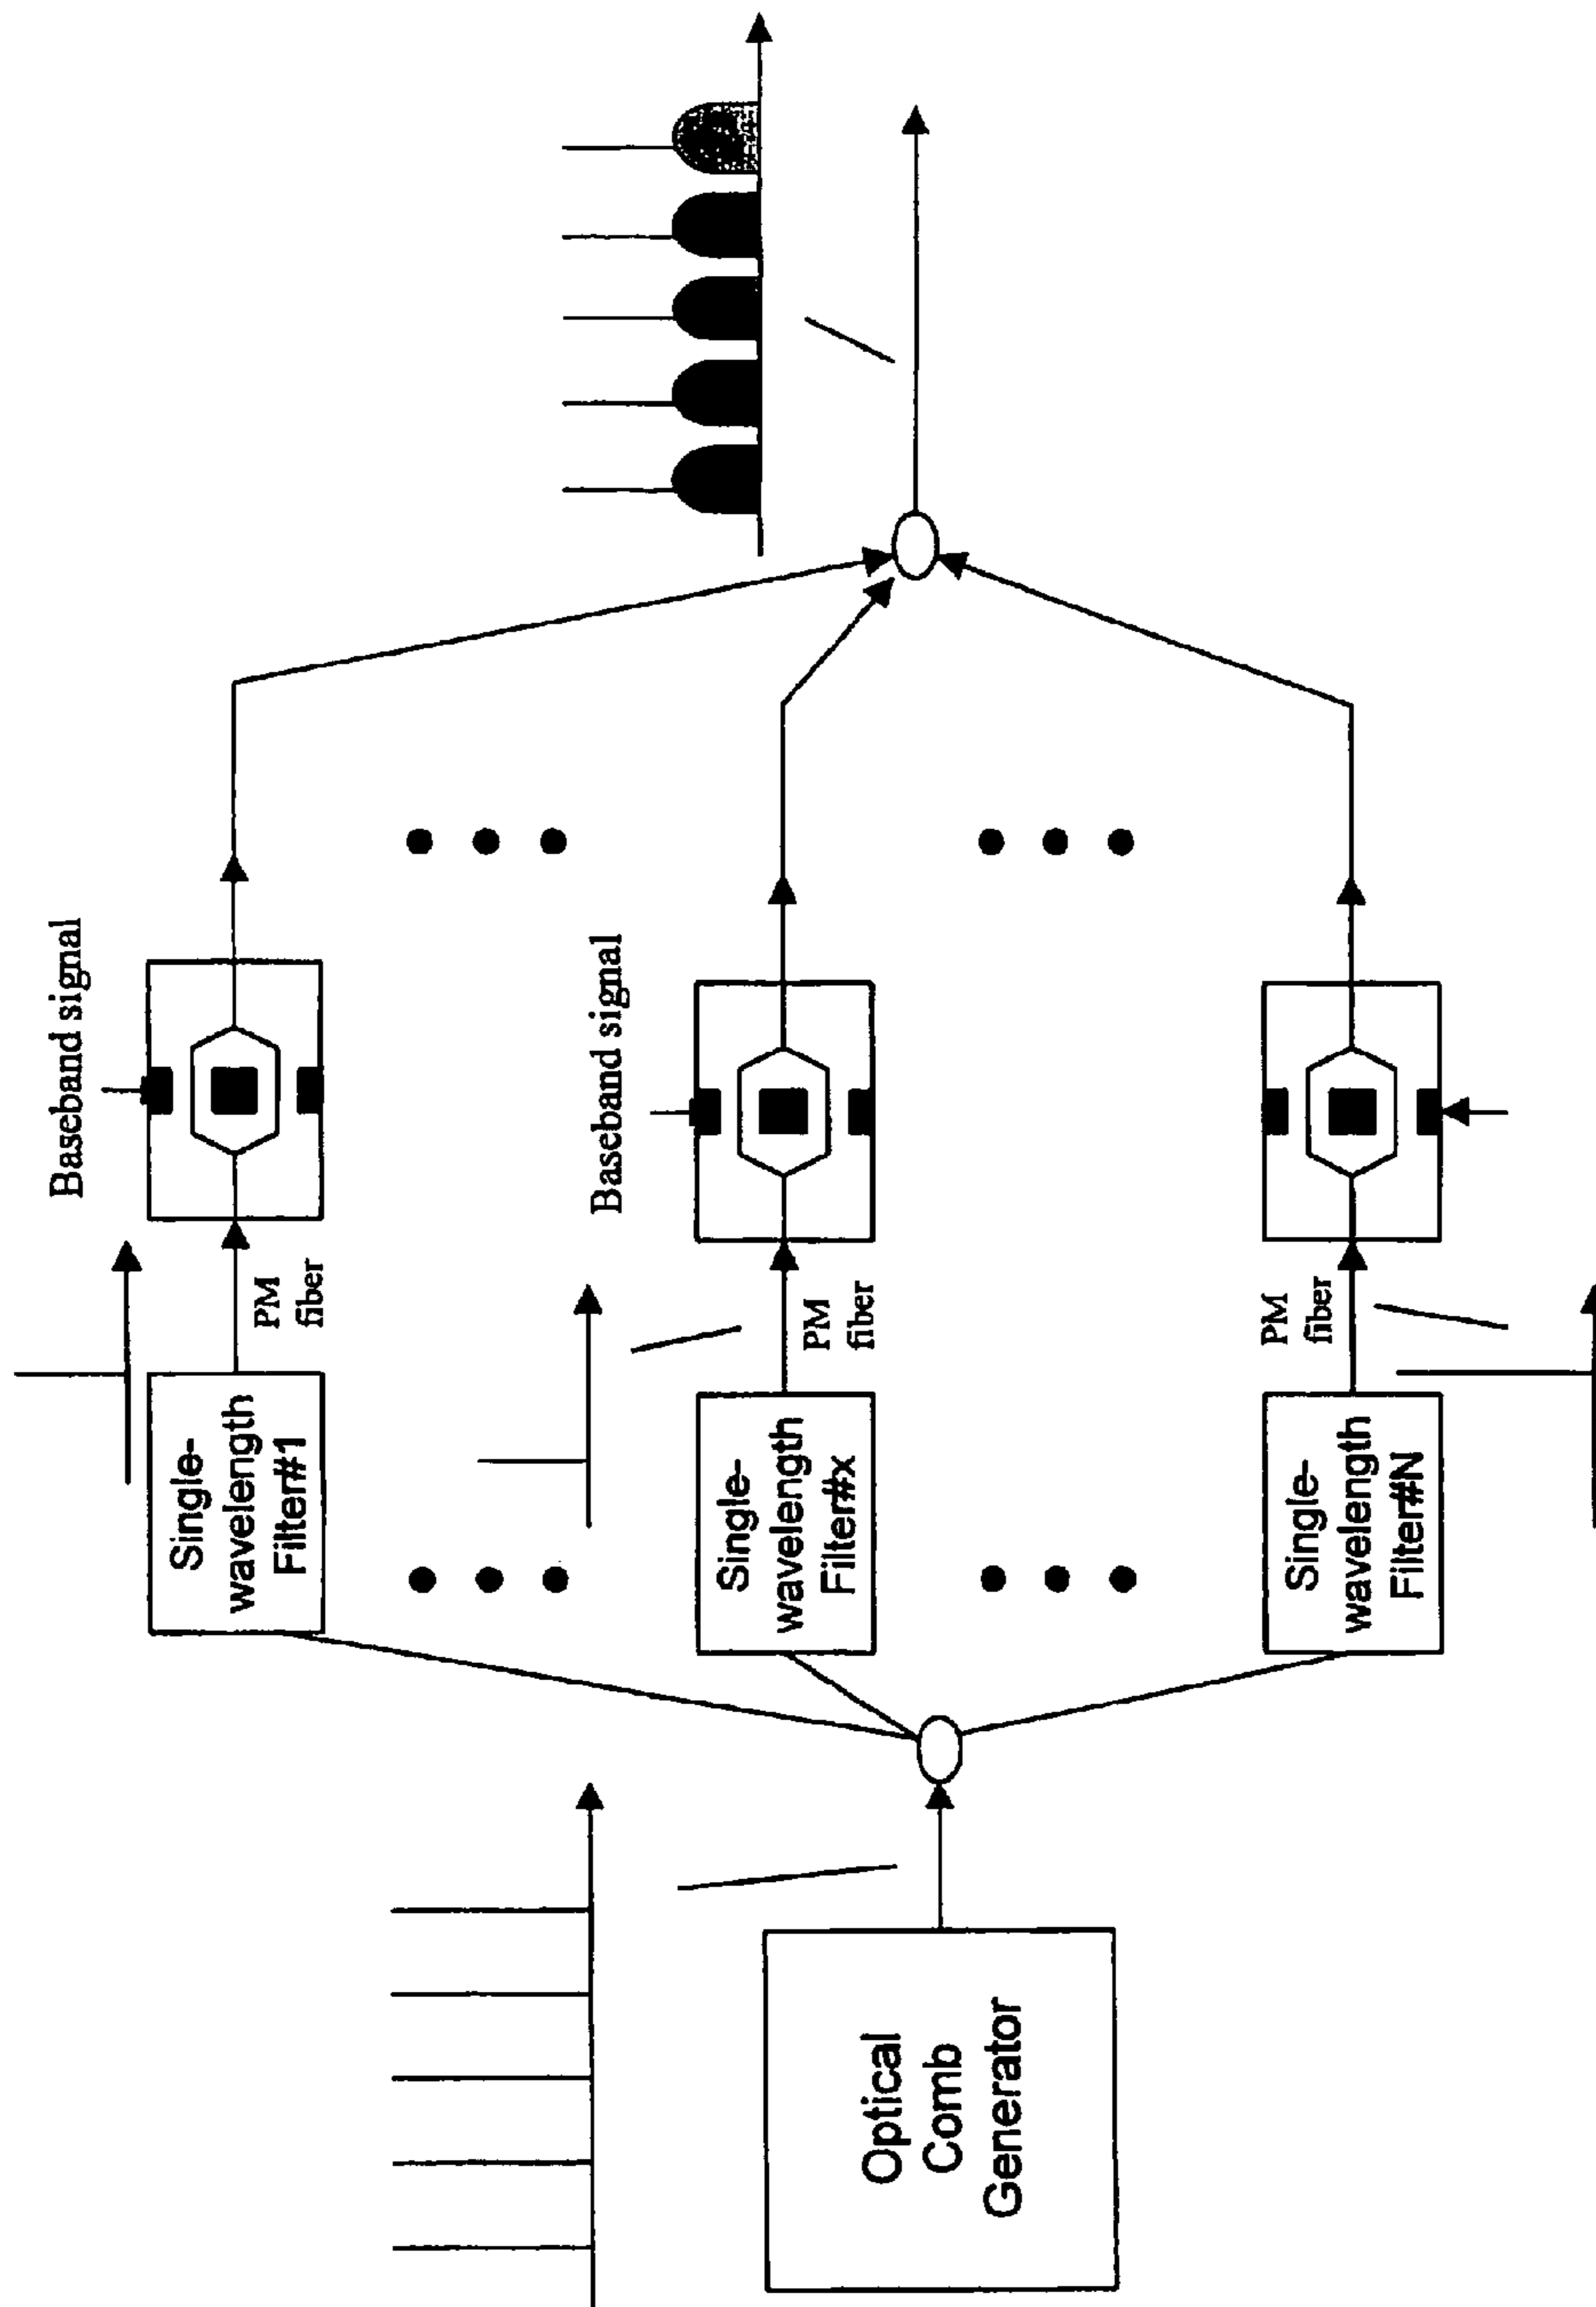 Baseband signal
PM
fiber
Single-
wavelength
Filter#1
Baseband signal
PM
fiber
Single-
wavelength
Filter#x
PM
fiber
Single-
wavelength
Filter#N
Optical
Comb
Generator